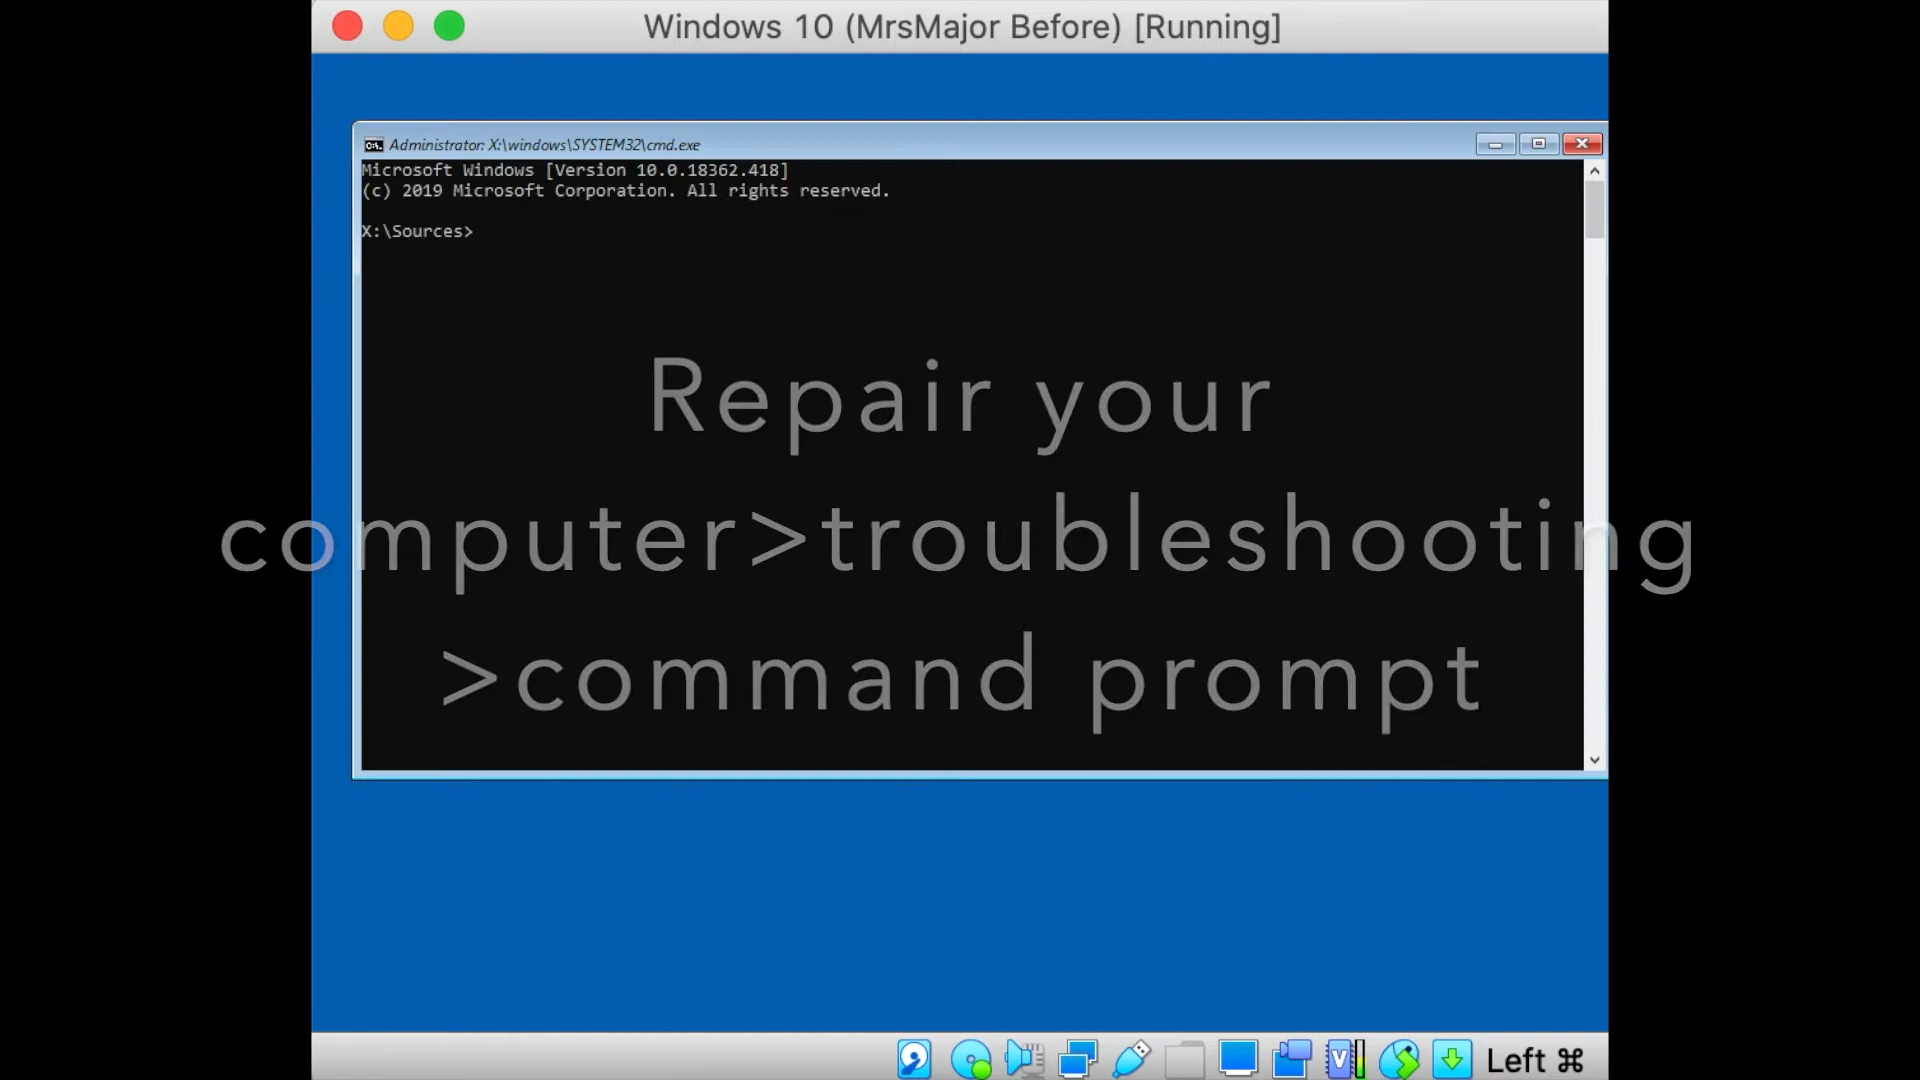 Windows 10 (MrsMajor Before) [Running]
Administrator: X:\windows\SYSTEM32\cmd.exe
Microsoft Windows [Version 10.0.18362.418]
(c) 2019 Microsoft Corporation. All rights reserved.
X:\Sources>
Repair your
computer>troubleshooting
>command prompt
Left ⌘